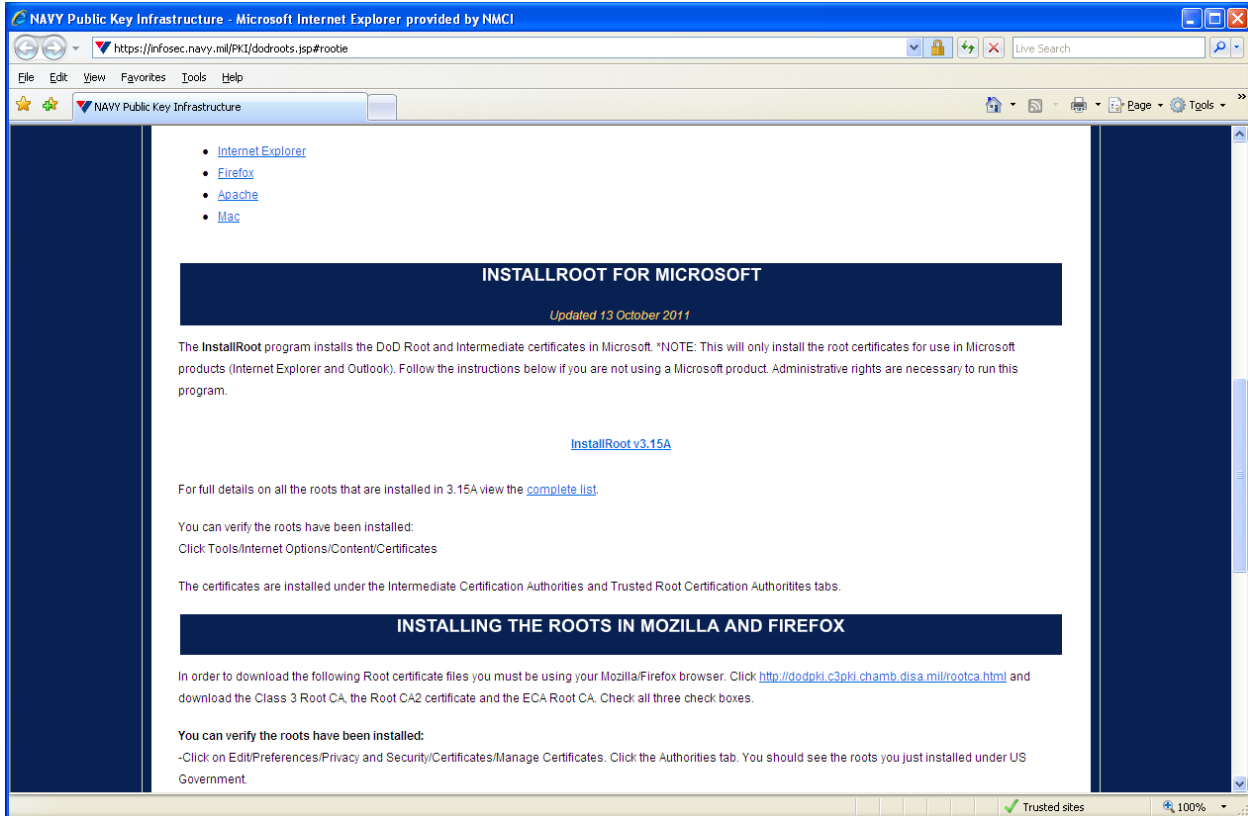 NAVY Public Key Infrastructure - Microsoft Internet Explorer provided by NMCI
https://infosec.navy.mil/PKI/dodroots.jsp#rootie
Live Search
File Edit View Favorites Tools Help
NAVY Public Key Infrastructure
Page Tools »
Internet Explorer
Firefox
Apache
Mac
INSTALLROOT FOR MICROSOFT
Updated 13 October 2011
The InstallRoot program installs the DoD Root and Intermediate certificates in Microsoft. *NOTE: This will only install the root certificates for use in Microsoft
products (Internet Explorer and Outlook). Follow the instructions below if you are not using a Microsoft product. Administrative rights are necessary to run this
program.
InstallRoot v3.15A
For full details on all the roots that are installed in 3.15A view the complete list.
You can verify the roots have been installed:
Click Tools/Internet Options/Content/Certificates
The certificates are installed under the Intermediate Certification Authorities and Trusted Root Certification Authoritites tabs.
INSTALLING THE ROOTS IN MOZILLA AND FIREFOX
In order to download the following Root certificate files you must be using your Mozilla/Firefox browser. Click http://dodpki.c3pki.chamb.disa.mil/rootca.html and
download the Class 3 Root CA, the Root CA2 certificate and the ECA Root CA. Check all three check boxes.
You can verify the roots have been installed:
-Click on Edit/Preferences/Privacy and Security/Certificates/Manage Certificates. Click the Authorities tab. You should see the roots you just installed under US
Government.
Trusted sites
100%